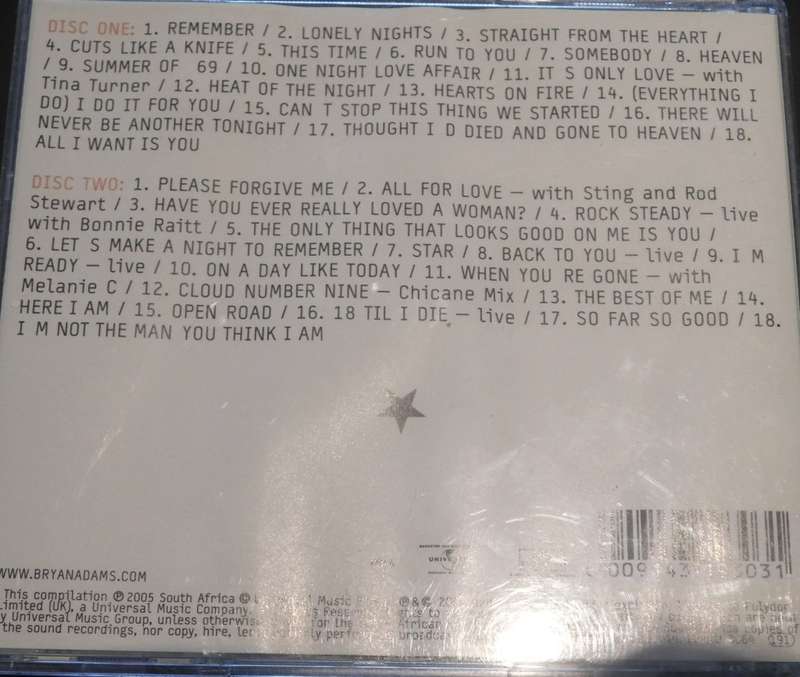 DISC ONE: 1. REMEMBER / 2. LONELY NIGHTS / 3. STRAIGHT FROM THE HEART /
4. CUTS LIKE A KNIFE / 5. THIS TIME / 6. RUN TO YOU / 7. SOMEBODY / 8. HEAVEN
/ 9. SUMMER OF 69 / 10. ONE NIGHT LOVE AFFAIR / 11. IT S ONLY LOVE — with
Tina Turner / 12. HEAT OF THE NIGHT / 13. HEARTS ON FIRE / 14. (EVERYTHING I
DO) I DO IT FOR YOU / 15. CAN T STOP THIS THING WE STARTED / 16. THERE WILL
NEVER BE ANOTHER TONIGHT / 17. THOUGHT I D DIED AND GONE TO HEAVEN / 18.
ALL I WANT IS YOU
DISC TWO: 1. PLEASE FORGIVE ME / 2. ALL FOR LOVE — with Sting and Rod
Stewart / 3. HAVE YOU EVER REALLY LOVED A WOMAN? / 4. ROCK STEADY — live
with Bonnie Raitt / 5. THE ONLY THING THAT LOOKS GOOD ON ME IS YOU /
6. LET S MAKE A NIGHT TO REMEMBER / 7. STAR / 8. BACK TO YOU — live / 9. I M
READY — live / 10. ON A DAY LIKE TODAY / 11. WHEN YOU RE GONE — with
Melanie C / 12. CLOUD NUMBER NINE — Chicane Mix / 13. THE BEST OF ME / 14.
HERE I AM / 15. OPEN ROAD / 16. 18 TIL I DIE — live / 17. SO FAR SO GOOD / 18.
I M NOT THE MAN YOU THINK I AM
WWW.BRYANADAMS.COM
This compilation ℗ 2005 South Africa © Music ℗ & ©
Limited (UK), a Universal Music Company.
Universal Music Group, unless for the African
the sound recordings, nor copy, hire, copies of